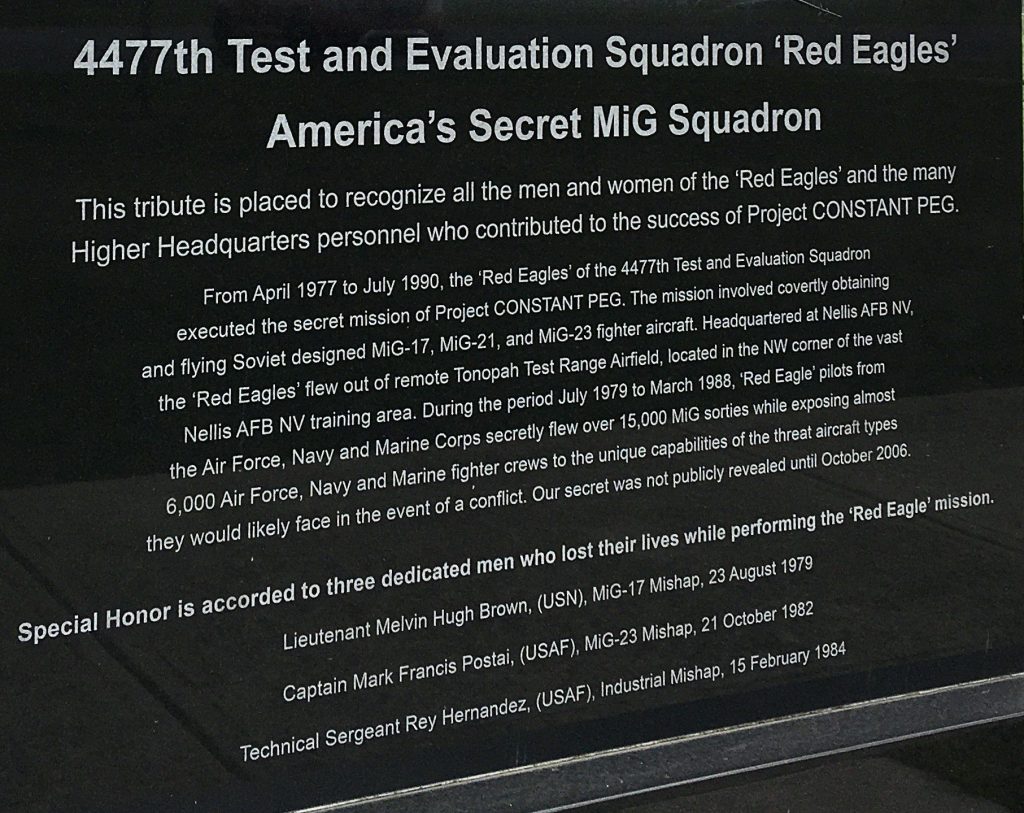 4477th Test and Evaluation Squadron ‘Red Eagles’
America’s Secret MiG Squadron
This tribute is placed to recognize all the men and women of the ‘Red Eagles’ and the many
Higher Headquarters personnel who contributed to the success of Project CONSTANT PEG.
From April 1977 to July 1990, the ‘Red Eagles’ of the 4477th Test and Evaluation Squadron
executed the secret mission of Project CONSTANT PEG. The mission involved covertly obtaining
and flying Soviet designed MiG-17, MiG-21, and MiG-23 fighter aircraft. Headquartered at Nellis AFB NV,
the ‘Red Eagles’ flew out of remote Tonopah Test Range Airfield, located in the NW corner of the vast
Nellis AFB NV training area. During the period July 1979 to March 1988, ‘Red Eagle’ pilots from
the Air Force, Navy and Marine Corps secretly flew over 15,000 MiG sorties while exposing almost
6,000 Air Force, Navy and Marine fighter crews to the unique capabilities of the threat aircraft types
they would likely face in the event of a conflict. Our secret was not publicly revealed until October 2006.
Special Honor is accorded to three dedicated men who lost their lives while performing the ‘Red Eagle’ mission.
Lieutenant Melvin Hugh Brown, (USN), MiG-17 Mishap, 23 August 1979
Captain Mark Francis Postai, (USAF), MiG-23 Mishap, 21 October 1982
Technical Sergeant Rey Hernandez, (USAF), Industrial Mishap, 15 February 1984